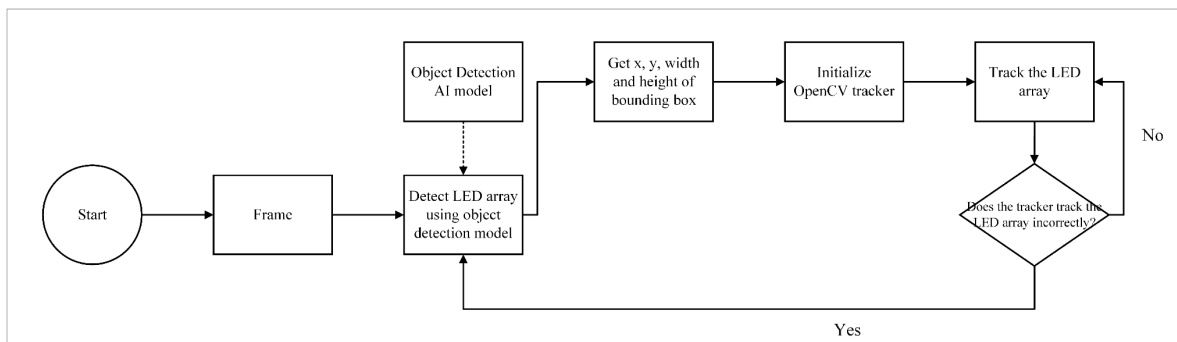 Start
Frame
Object Detection
AI model
Detect LED array
using object
detection model
Get x, y, width
and height of
bounding box
Initialize
OpenCV tracker
Track the LED
array
Does the tracker track the
LED array incorrectly?
No
Yes